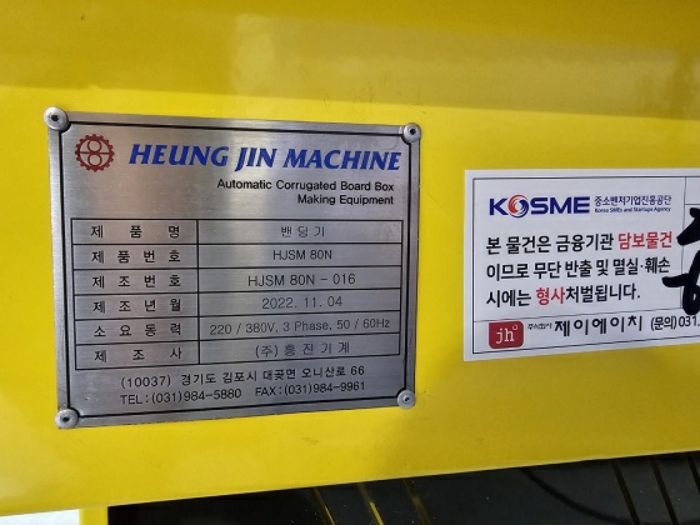 HEUNG JIN MACHINE
Automatic Corrugated Board Box
Making Equipment
제 품 명 밴 딩 기
제 품 번 호 HJSM 80N
제 조 번 호 HJSM 80N - 016
제 조 년 월 2022. 11. 04
소 요 동 력 220 / 380V, 3 Phase, 50 / 60Hz
제 조 사 (주) 흥 진 기 계
(10037) 경기도 김포시 대곶면 오니산로 66
TEL : (031)984-5880 FAX : (031)984-9961
KOSME 중소벤처기업진흥공단
Korea SMEs and Startups Agency
본 물건은 금융기관 담보물건
이므로 무단 반출 및 멸실·훼손
시에는 형사처벌됩니다.
jh 주식회사 제이에이치 (문의) 031.